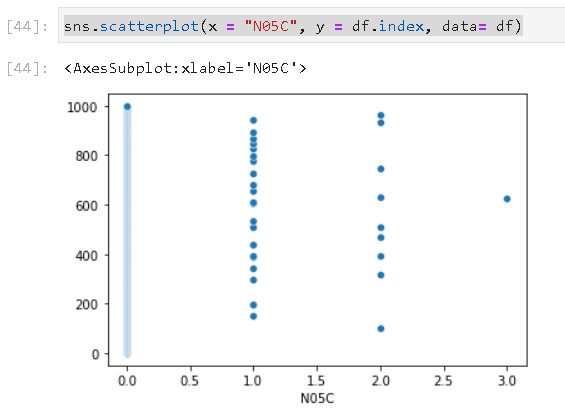 [44]: sns.scatterplot(x = "N05C", y = df.index, data= df)
[44]: <AxesSubplot:xlabel='N05C'>
1000
800
600
400
200
0
0.0 0.5 1.0 1.5 2.0 2.5 3.0
N05C